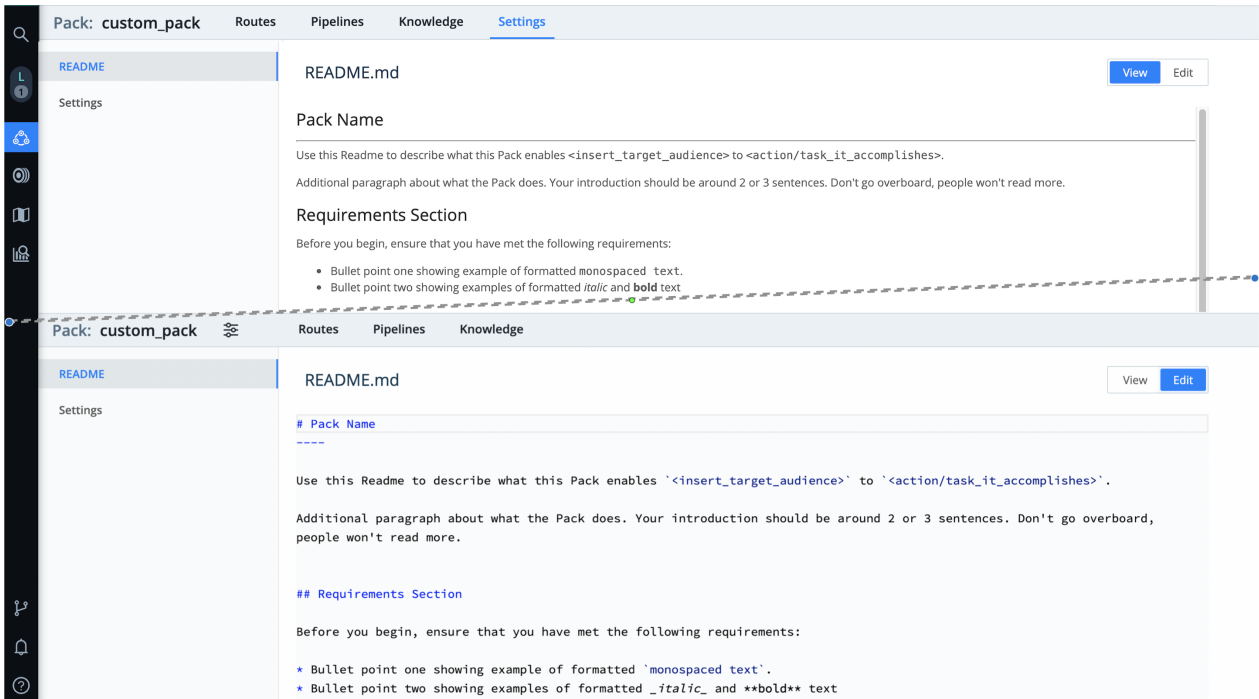 Pack: custom_pack Routes Pipelines Knowledge Settings
L
1
README
Settings
README.md
View Edit
Pack Name
Use this Readme to describe what this Pack enables <insert_target_audience> to <action/task_it_accomplishes>.
Additional paragraph about what the Pack does. Your introduction should be around 2 or 3 sentences. Don't go overboard, people won't read more.
Requirements Section
Before you begin, ensure that you have met the following requirements:
• Bullet point one showing example of formatted monospaced text.
• Bullet point two showing examples of formatted italic and bold text
Pack: custom_pack Routes Pipelines Knowledge
README
Settings
README.md
View Edit
# Pack Name
----
Use this Readme to describe what this Pack enables `<insert_target_audience>` to `<action/task_it_accomplishes>`.
Additional paragraph about what the Pack does. Your introduction should be around 2 or 3 sentences. Don't go overboard,
people won't read more.
## Requirements Section
Before you begin, ensure that you have met the following requirements:
* Bullet point one showing example of formatted `monospaced text`.
* Bullet point two showing examples of formatted _italic_ and **bold** text